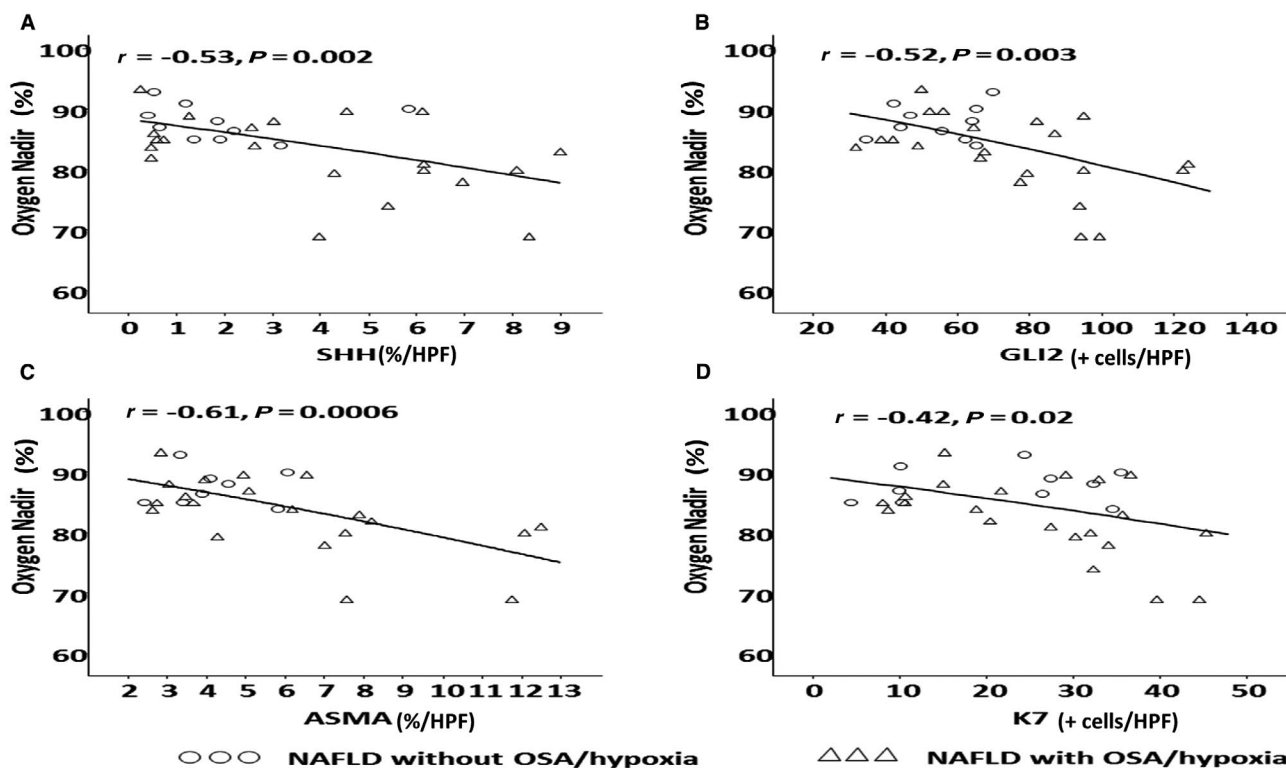 A
r = -0.53, P = 0.002
Oxygen Nadir (%)
100
90
80
70
60
0 1 2 3 4 5 6 7 8 9
SHH (%/HPF)
B
r = -0.52, P = 0.003
Oxygen Nadir (%)
100
90
80
70
60
20 40 60 80 100 120 140
GLI2 (+ cells/HPF)
C
r = -0.61, P = 0.0006
Oxygen Nadir (%)
100
90
80
70
60
2 3 4 5 6 7 8 9 10 11 12 13
ASMA (%/HPF)
D
r = -0.42, P = 0.02
Oxygen Nadir (%)
100
90
80
70
60
0 10 20 30 40 50
K7 (+ cells/HPF)
NAFLD without OSA/hypoxia
NAFLD with OSA/hypoxia